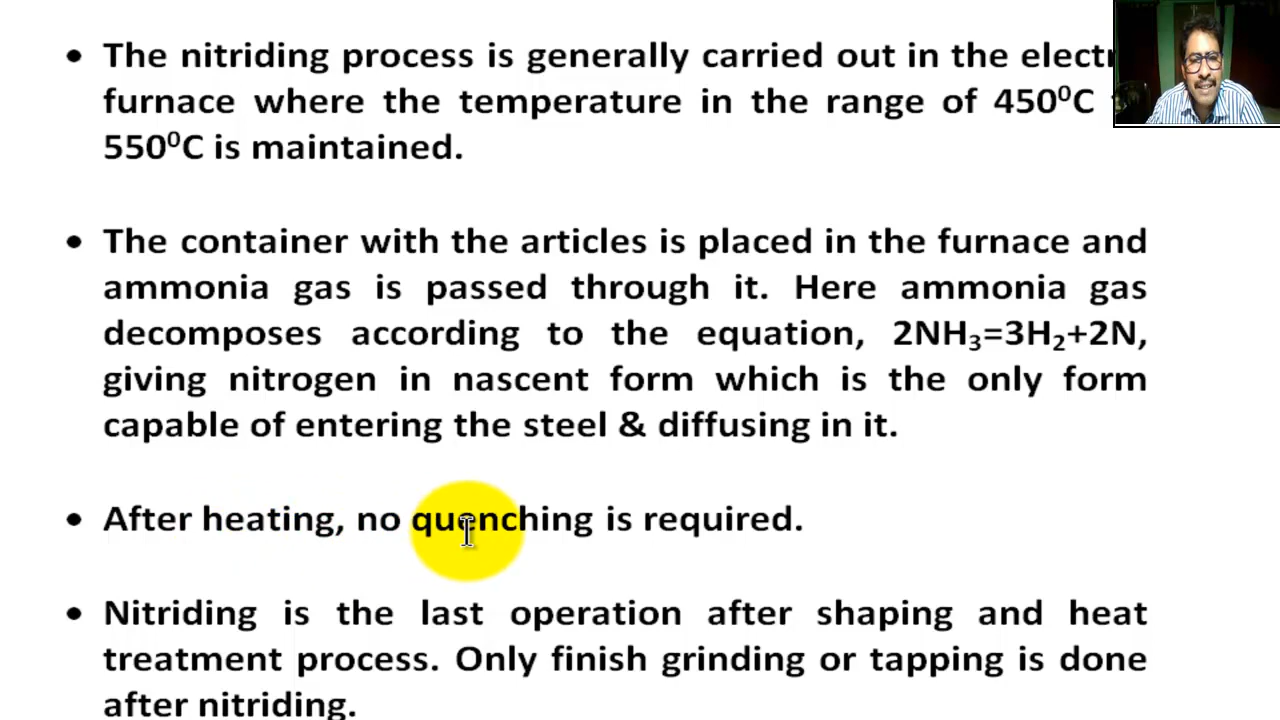 • The nitriding process is generally carried out in the
furnace where the temperature in the range of 450⁰C
550⁰C is maintained.
• The container with the articles is placed in the furnace and
ammonia gas is passed through it. Here ammonia gas
decomposes according to the equation, 2NH₃=3H₂+2N,
giving nitrogen in nascent form which is the only form
capable of entering the steel & diffusing in it.
• After heating, no quenching is required.
• Nitriding is the last operation after shaping and heat
treatment process. Only finish grinding or tapping is done
after nitriding.